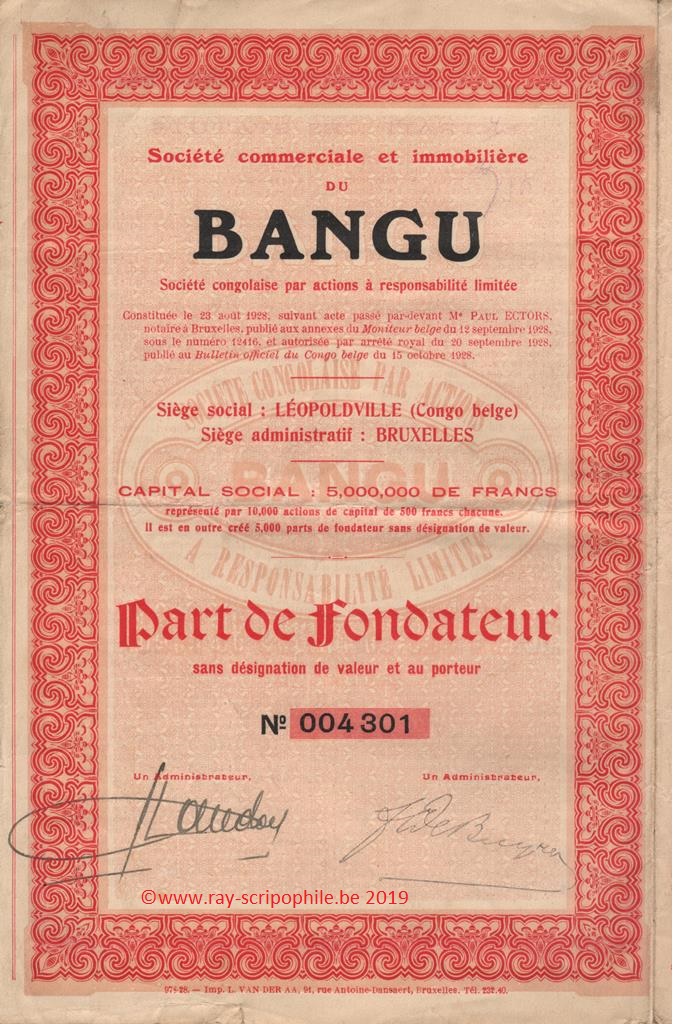 Société commerciale et immobilière
DU
BANGU
Société congolaise par actions à responsabilité limitée
Constituée le 23 août 1928, suivant acte passé par-devant Me PAUL ECTORS,
notaire à Bruxelles, publié aux annexes du Moniteur belge du 12 septembre 1928,
sous le numéro 12416, et autorisée par arrêté royal du 20 septembre 1928,
publié au Bulletin officiel du Congo belge du 15 octobre 1928.
SOCIÉTÉ CONGOLAISE PAR ACTIONS
Siège social : LÉOPOLDVILLE (Congo belge)
Siège administratif : BRUXELLES
BANGU
CAPITAL SOCIAL : 5,000,000 DE FRANCS
représenté par 10,000 actions de capital de 500 francs chacune.
Il est en outre créé 5,000 parts de fondateur sans désignation de valeur.
A RESPONSABILITÉ LIMITÉE
Part de Fondateur
sans désignation de valeur et au porteur
Nº 004301
Un Administrateur, Un Administrateur,
©www.ray-scripophile.be 2019
978-28. — Imp. L. VAN DER AA, 91, rue Antoine-Dansaert, Bruxelles. Tél. 232.40.